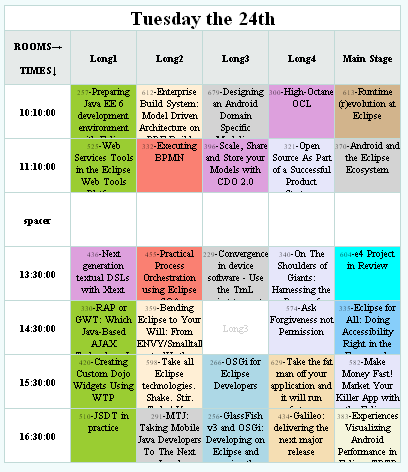 Tuesday the 24th
ROOMS→
TIMES↓
Long1
Long2
Long3
Long4
Main Stage
10:10:00
257-Preparing
Java EE 6
development
environment
612-Enterprise
Build System:
Model Driven
Architecture on
679-Designing
an Android
Domain
Specific
300-High-Octane
OCL
613-Runtime
(r)evolution at
Eclipse
11:10:00
525-Web
Services Tools
in the Eclipse
Web Tools
332-Executing
BPMN
396-Scale, Share
and Store your
Models with
CDO 2.0
321-Open
Source As Part
of a Successful
Product
370-Android and
the Eclipse
Ecosystem
spacer
13:30:00
436-Next
generation
textual DSLs
with Xtext
455-Practical
Process
Orchestration
using Eclipse
229-Convergence
in device
software - Use
the TmL
340-On The
Shoulders of
Giants:
Harnessing the
604-e4 Project
in Review
14:30:00
330-RAP or
GWT: Which
Java-Based
AJAX
359-Bending
Eclipse to Your
Will: From
ENVY/Smalltalk
Long3
574-Ask
Forgiveness not
Permission
335-Eclipse for
All: Doing
Accessibility
Right in the
15:30:00
420-Creating
Custom Dojo
Widgets Using
WTP
598-Take all
Eclipse
technologies.
Shake. Stir.
266-OSGi for
Eclipse
Developers
629-Take the fat
man off your
application and
it will run
582-Make
Money Fast!
Market Your
Killer App with
16:30:00
516-JSDT in
practice
291-MTJ:
Taking Mobile
Java Developers
To The Next
256-GlassFish
v3 and OSGi:
Developing on
Eclipse and
434-Galileo:
delivering the
next major
release
383-Experiences
Visualizing
Android
Performance in